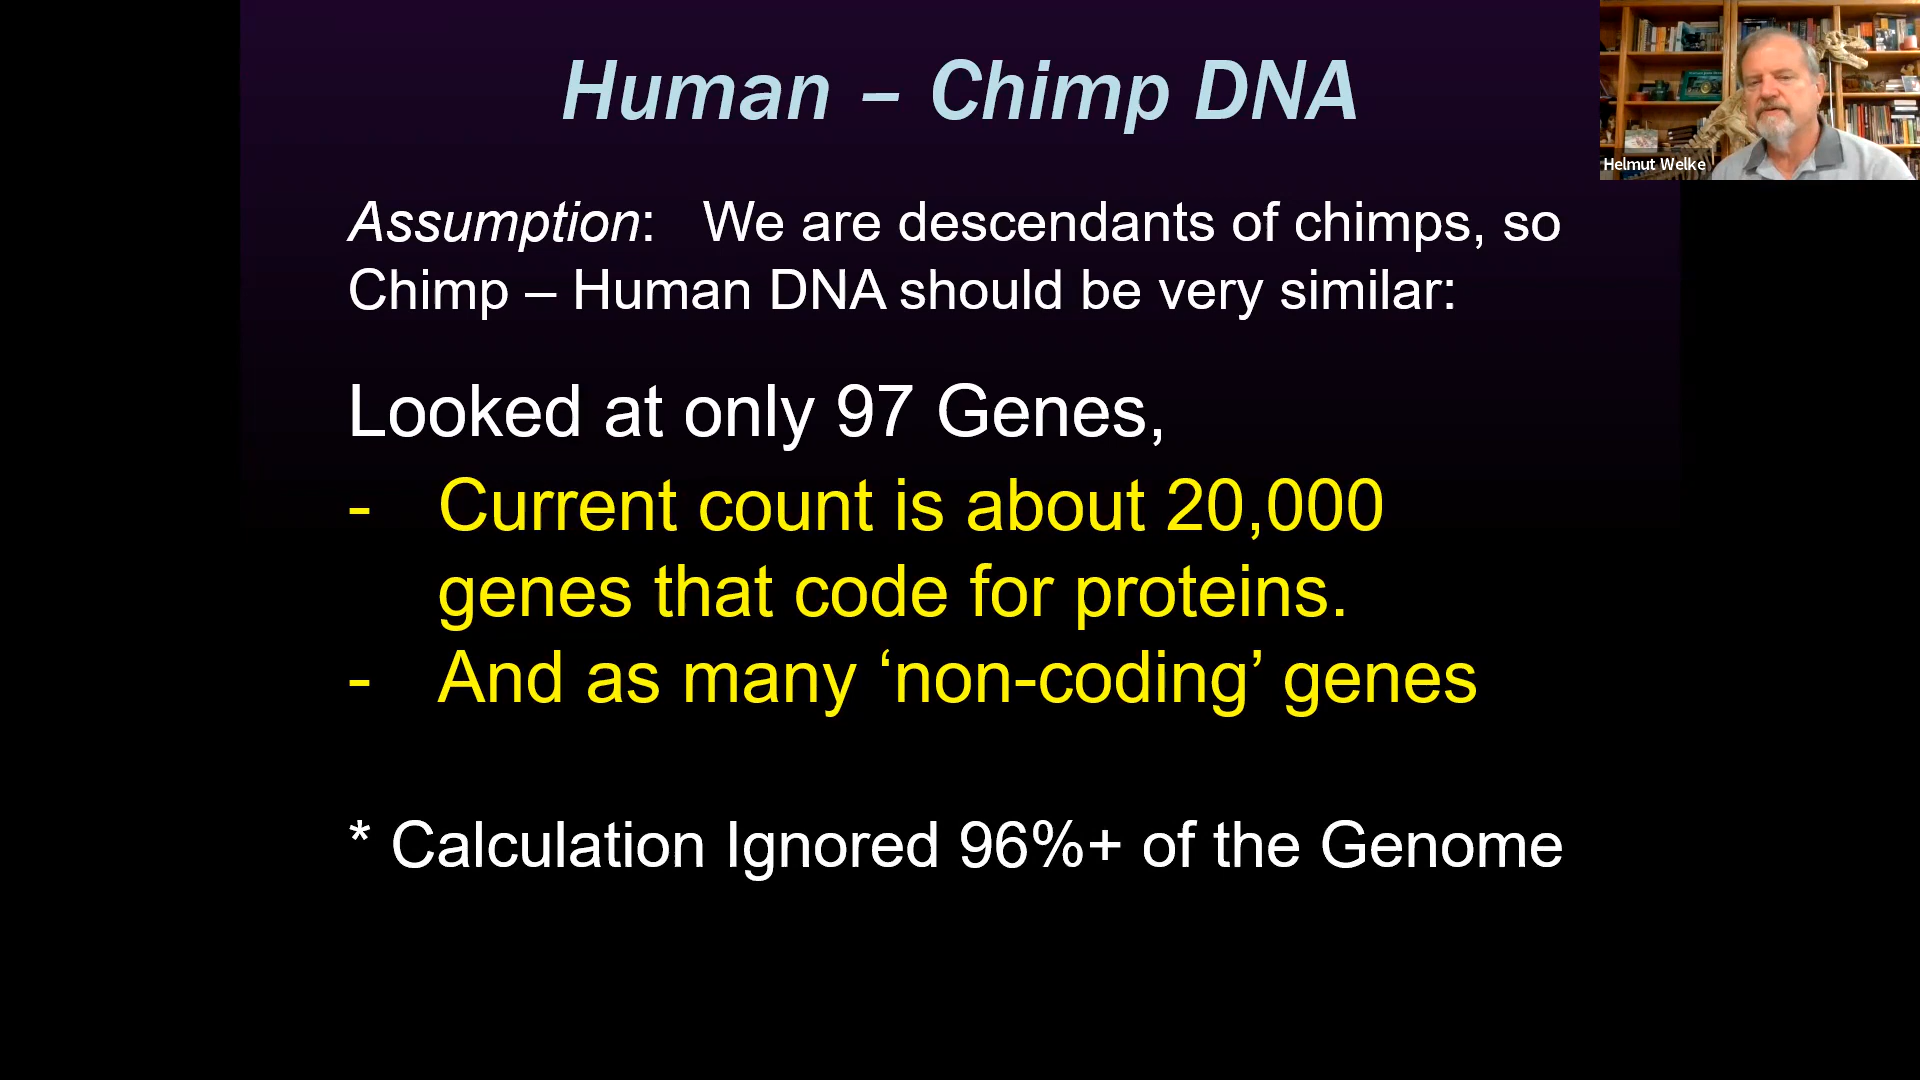 Human – Chimp DNA
Helmut Welke
Assumption: We are descendants of chimps, so
Chimp – Human DNA should be very similar:
Looked at only 97 Genes,
- Current count is about 20,000
genes that code for proteins.
- And as many ‘non-coding’ genes
* Calculation Ignored 96%+ of the Genome